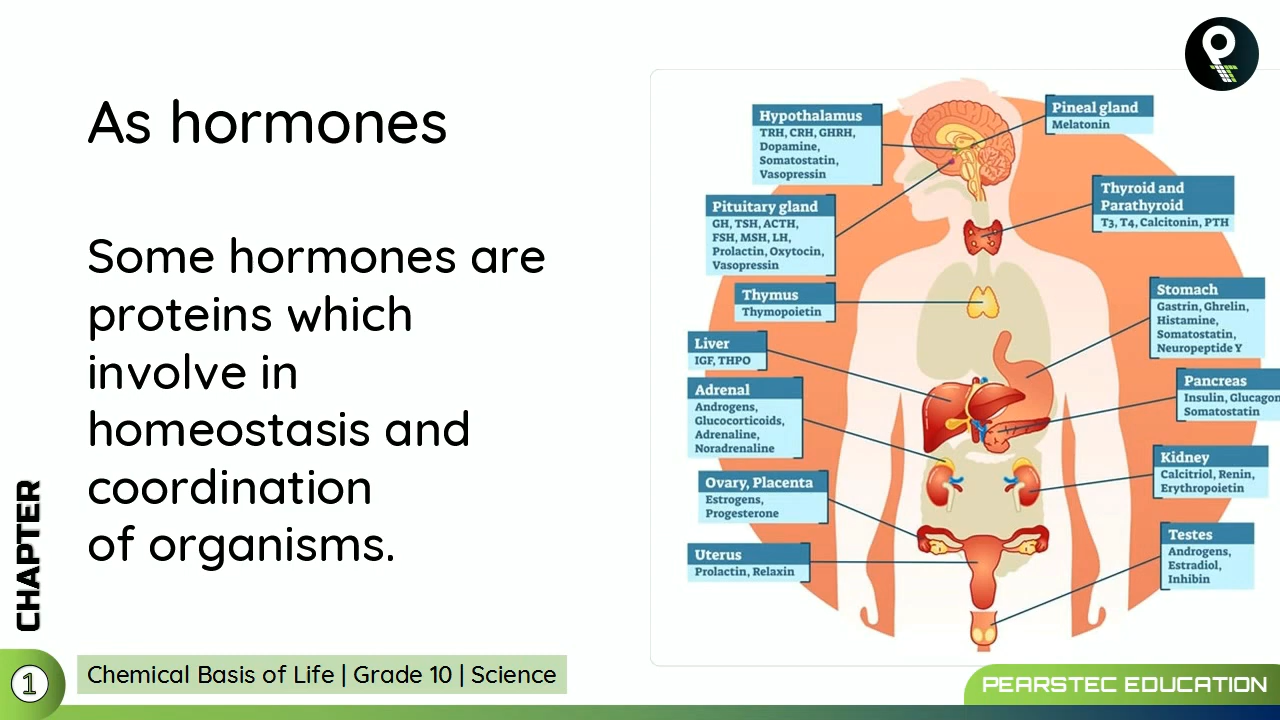 As hormones
Some hormones are
proteins which
involve in
homeostasis and
coordination
of organisms.
Hypothalamus
TRH, CRH, GHRH,
Dopamine,
Somatostatin,
Vasopressin
Pineal gland
Melatonin
Pituitary gland
GH, TSH, ACTH,
FSH, MSH, LH,
Prolactin, Oxytocin,
Vasopressin
Thyroid and
Parathyroid
T3, T4, Calcitonin, PTH
Thymus
Thymopoietin
Stomach
Gastrin, Ghrelin,
Histamine,
Somatostatin,
Neuropeptide Y
Liver
IGF, THPO
Adrenal
Androgens,
Glucocorticoids,
Adrenaline,
Noradrenaline
Pancreas
Insulin, Glucagon
Somatostatin
Kidney
Calcitriol, Renin,
Erythropoietin
Ovary, Placenta
Estrogens,
Progesterone
Uterus
Prolactin, Relaxin
Testes
Androgens,
Estradiol,
Inhibin
CHAPTER
1
Chemical Basis of Life | Grade 10 | Science
PEARSTEC EDUCATION